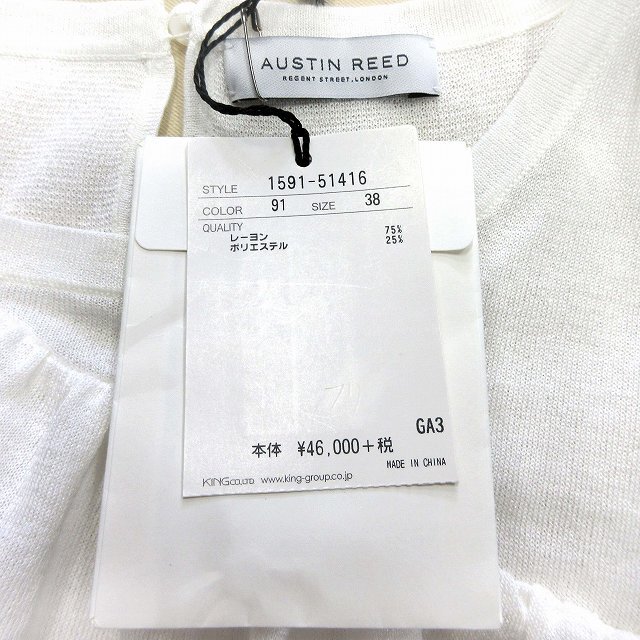 AUSTIN REED
REGENT STREET, LONDON
STYLE 1591-51416
COLOR 91 SIZE 38
QUALITY
レーヨン 75%
ポリエステル 25%
GA3
本体 ¥46,000+税
MADE IN CHINA
KING CO.,LTD. www.king-group.co.jp